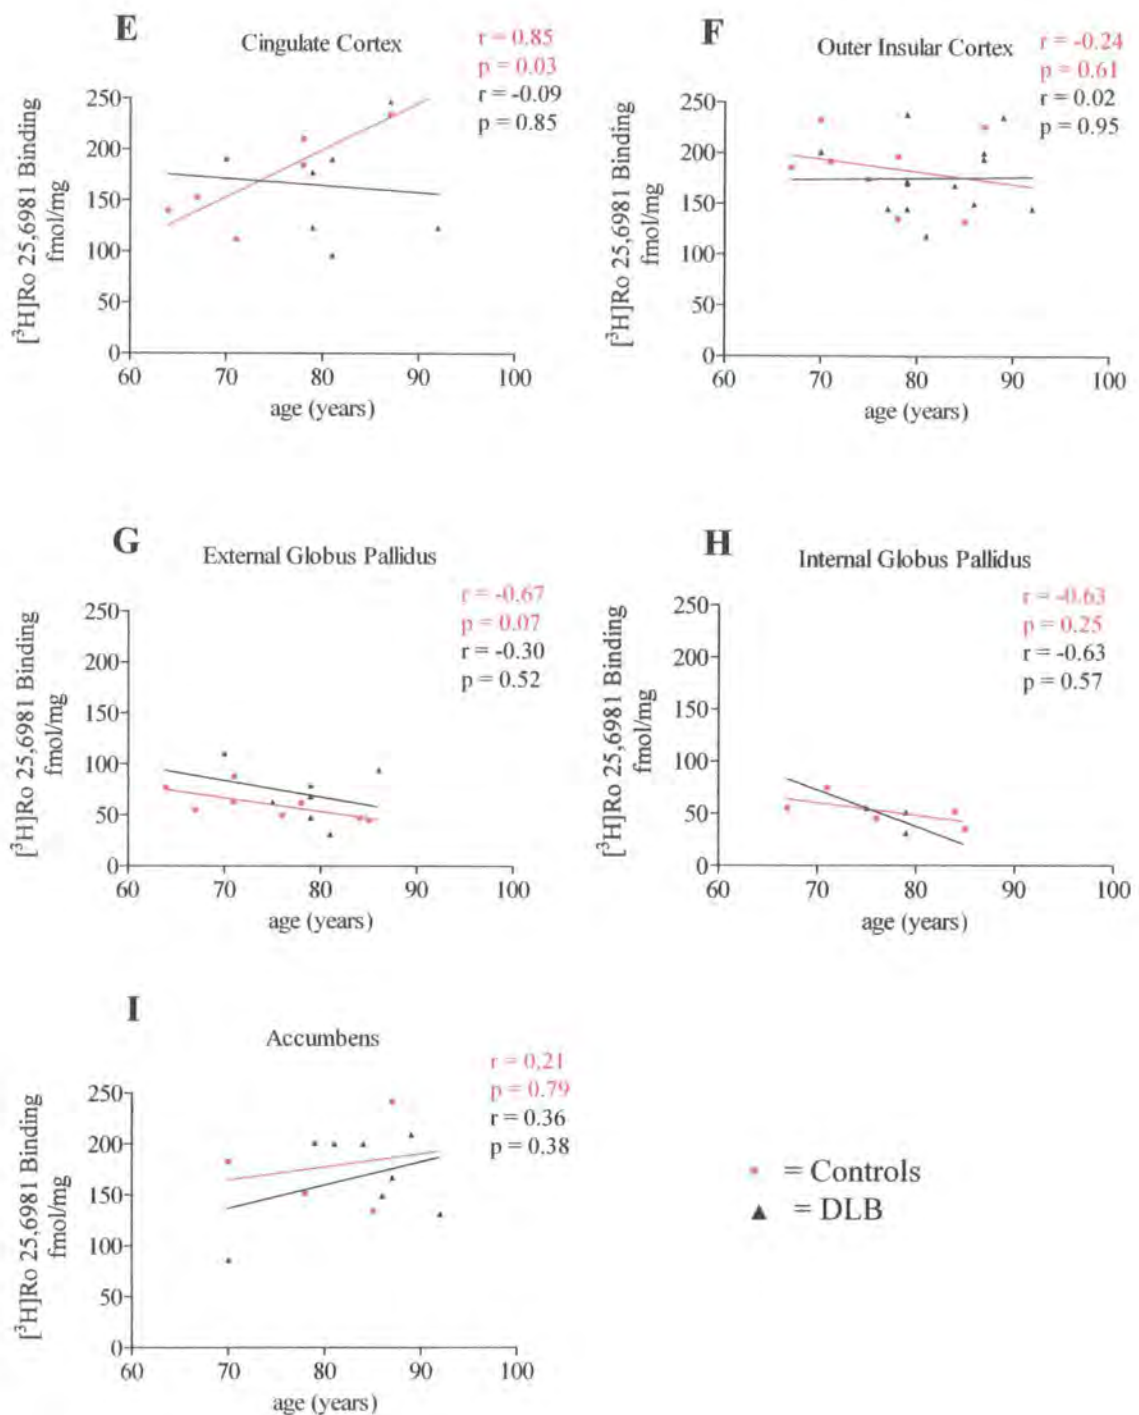 E
Cingulate Cortex
r = 0.85
p = 0.03
r = -0.09
p = 0.85
[³H]Ro 25,6981 Binding
fmol/mg
250
200
150
100
50
0
60 70 80 90 100
age (years)
F
Outer Insular Cortex
r = -0.24
p = 0.61
r = 0.02
p = 0.95
[³H]Ro 25,6981 Binding
fmol/mg
250
200
150
100
50
0
60 70 80 90 100
age (years)
G
External Globus Pallidus
r = -0.67
p = 0.07
r = -0.30
p = 0.52
[³H]Ro 25,6981 Binding
fmol/mg
250
200
150
100
50
0
60 70 80 90 100
age (years)
H
Internal Globus Pallidus
r = -0.63
p = 0.25
r = -0.63
p = 0.57
[³H]Ro 25,6981 Binding
fmol/mg
250
200
150
100
50
0
60 70 80 90 100
age (years)
I
Accumbens
r = 0,21
p = 0.79
r = 0.36
p = 0.38
[³H]Ro 25,6981 Binding
fmol/mg
250
200
150
100
50
0
60 70 80 90 100
age (years)
= Controls
= DLB